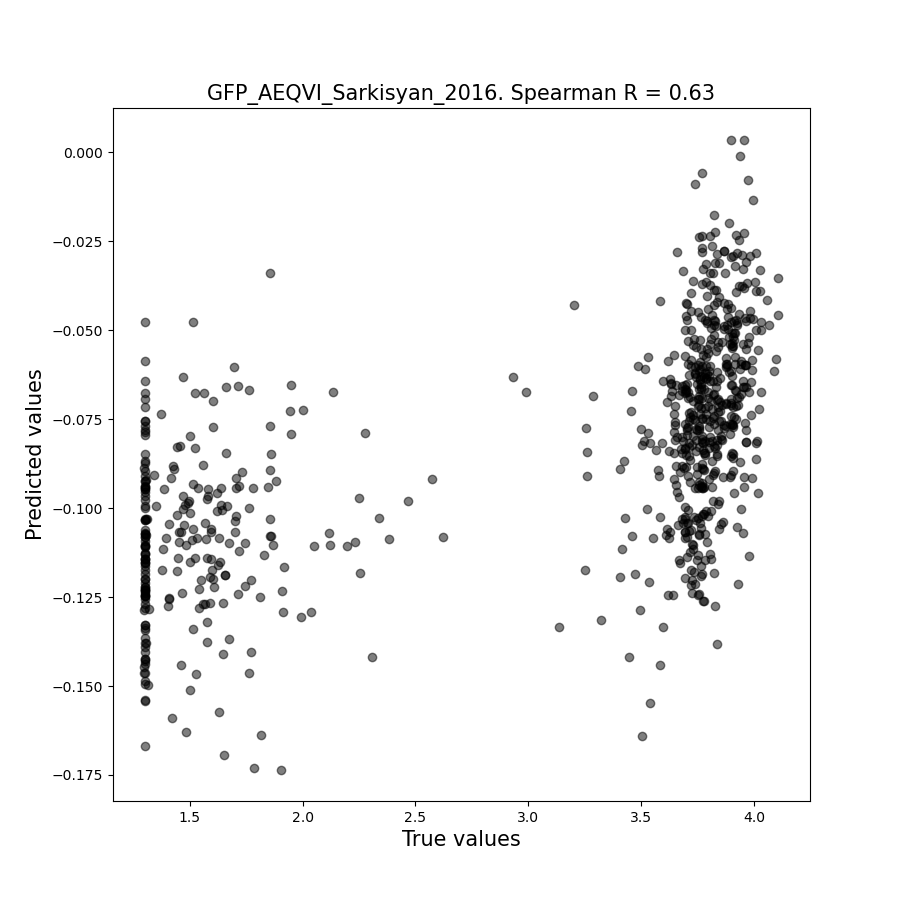 GFP_AEQVI_Sarkisyan_2016. Spearman R = 0.63
0.000
−0.025
−0.050
−0.075
−0.100
−0.125
−0.150
−0.175
Predicted values
1.5 2.0 2.5 3.0 3.5 4.0
True values